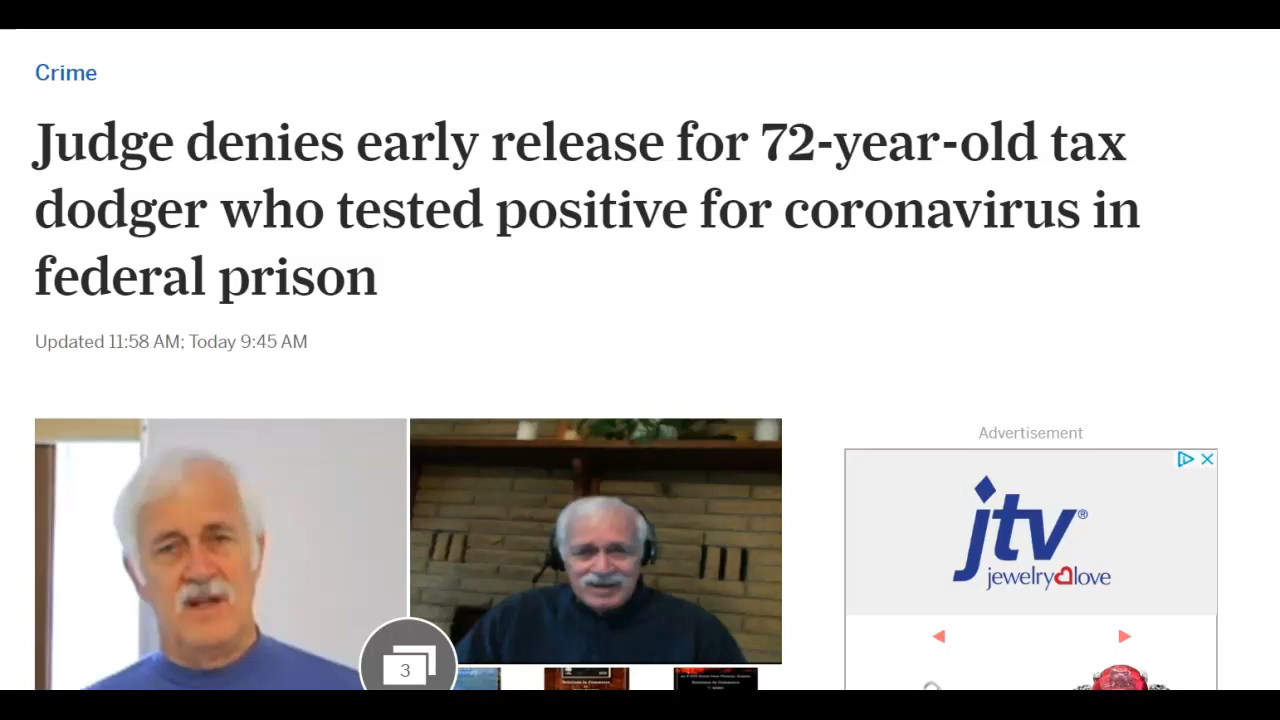 Crime
Judge denies early release for 72-year-old tax
dodger who tested positive for coronavirus in
federal prison
Updated 11:58 AM; Today 9:45 AM
Advertisement
jtv®
jewelry love
3